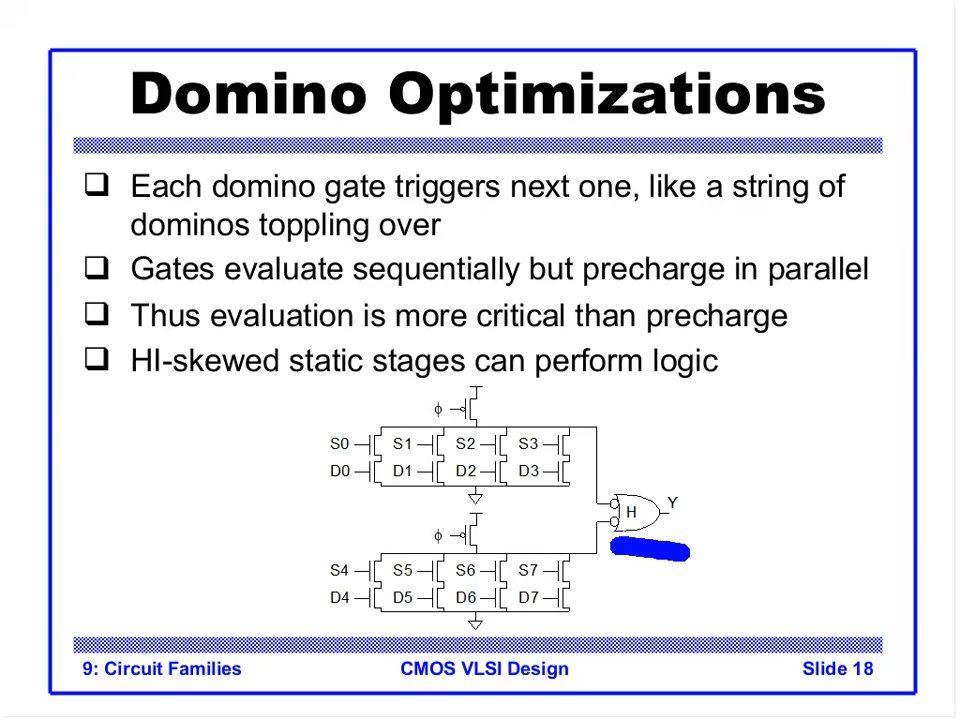 Domino Optimizations
❑ Each domino gate triggers next one, like a string of
dominos toppling over
❑ Gates evaluate sequentially but precharge in parallel
❑ Thus evaluation is more critical than precharge
❑ HI-skewed static stages can perform logic
ϕ
S0 S1 S2 S3
D0 D1 D2 D3
H Y
ϕ
S4 S5 S6 S7
D4 D5 D6 D7
9: Circuit Families CMOS VLSI Design Slide 18